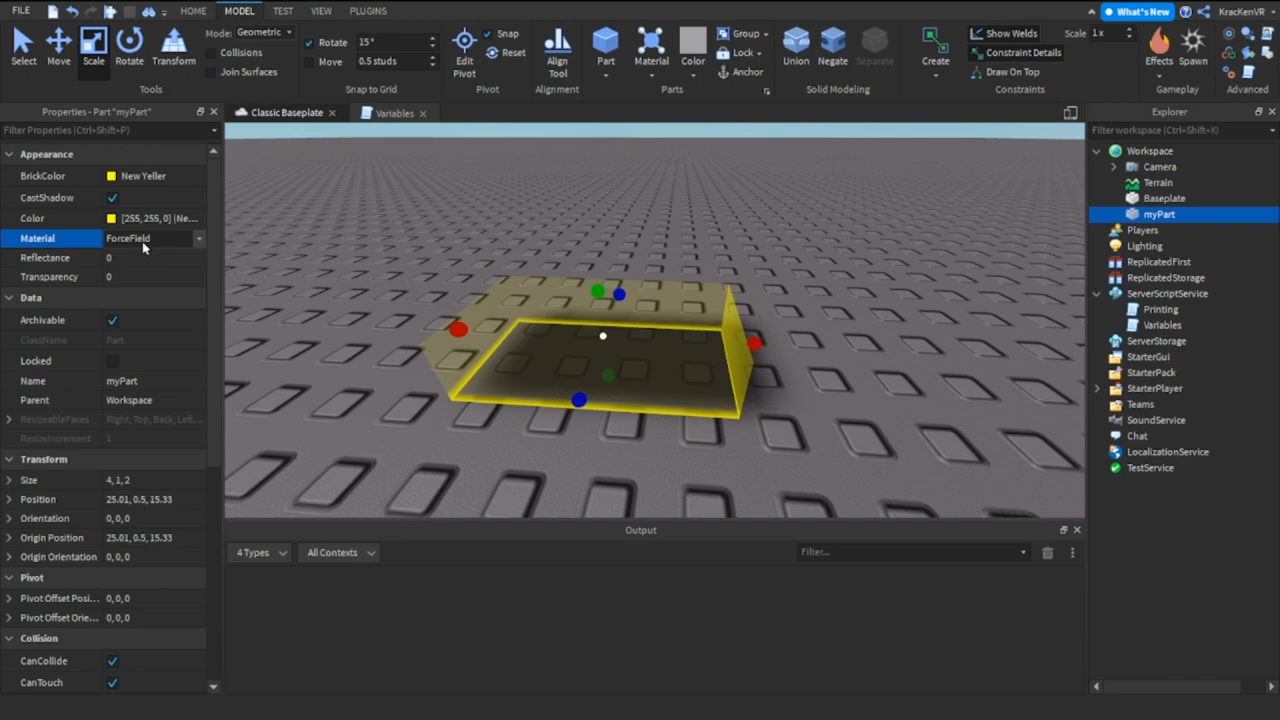 FILE HOME MODEL TEST VIEW PLUGINS What's New KracKenVR
Select Move Scale Rotate Transform
Mode: Geometric
Collisions
Join Surfaces
Tools
Rotate 15°
Move 0.5 studs
Snap to Grid
Edit Pivot
Snap
Reset
Pivot
Align Tool
Alignment
Part Material Color
Group
Lock
Anchor
Parts
Union Negate Separate
Solid Modeling
Create
Show Welds Scale 1x
Constraint Details
Draw On Top
Constraints
Effects Spawn
Gameplay
Advanced
Properties - Part "myPart"
Filter Properties (Ctrl+Shift+P)
Appearance
BrickColor New Yeller
CastShadow
Color [255, 255, 0] (Ne...
Material ForceField
Reflectance 0
Transparency 0
Data
Archivable
ClassName Part
Locked
Name myPart
Parent Workspace
ResizeableFaces Right, Top, Back, Left...
ResizeIncrement 1
Transform
Size 4, 1, 2
Position 25.01, 0.5, 15.33
Orientation 0, 0, 0
Origin Position 25.01, 0.5, 15.33
Origin Orientation 0, 0, 0
Pivot
Pivot Offset Posi... 0, 0, 0
Pivot Offset Orie... 0, 0, 0
Collision
CanCollide
CanTouch
Classic Baseplate Variables
Output
4 Types All Contexts Filter...
Explorer
Filter workspace (Ctrl+Shift+X)
Workspace
Camera
Terrain
Baseplate
myPart
Players
Lighting
ReplicatedFirst
ReplicatedStorage
ServerScriptService
Printing
Variables
ServerStorage
StarterGui
StarterPack
StarterPlayer
Teams
SoundService
Chat
LocalizationService
TestService